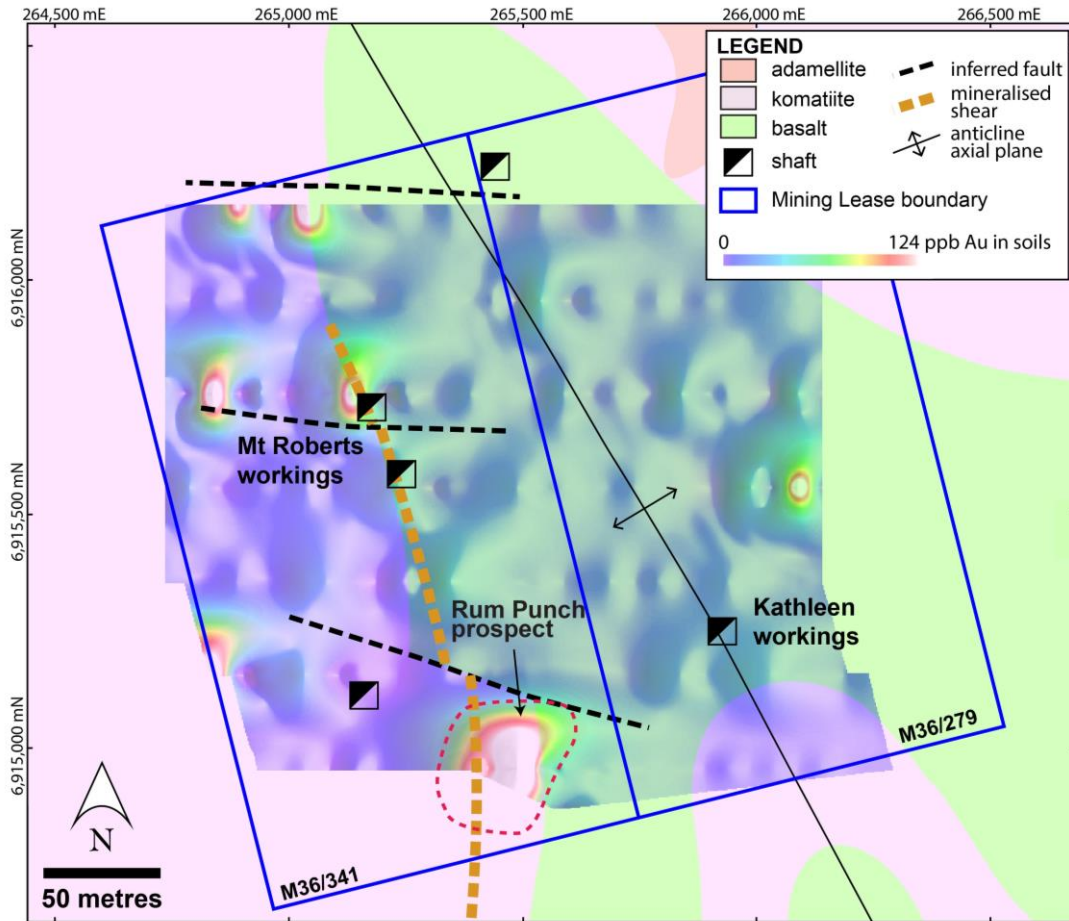 264,500 mE
265,000 mE
265,500 mE
266,000 mE
266,500 mE
LEGEND
adamellite
komatiite
basalt
shaft
Mining Lease boundary
inferred fault
mineralised
shear
anticline
axial plane
0
124 ppb Au in soils
6,916,000 mN
6,915,500 mN
6,915,000 mN
Mt Roberts
workings
Rum Punch
prospect
Kathleen
workings
M36/279
M36/341
N
50 metres